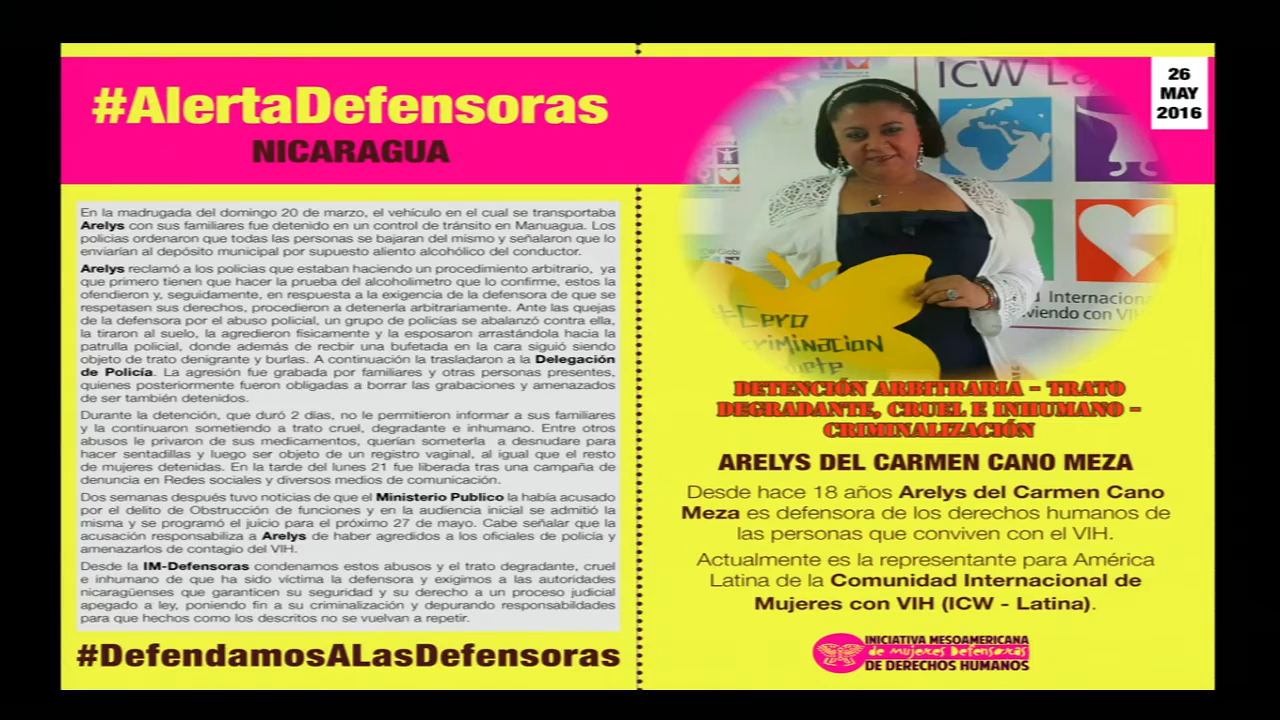 #AlertaDefensoras
NICARAGUA
En la madrugada del domingo 20 de marzo, el vehículo en el cual se transportaba
Arelys con sus familiares fue detenido en un control de tránsito en Manuagua. Los
policías ordenaron que todas las personas se bajaran del mismo y señalaron que lo
enviarían al depósito municipal por supuesto aliento alcohólico del conductor.
Arelys reclamó a los policias que estaban haciendo un procedimiento arbitrario, ya
que primero tienen que hacer la prueba del alcoholimetro que lo confirme, estos la
ofendieron y, seguidamente, en respuesta a la exigencia de la defensora de que se
respetasen sus derechos, procedieron a detenerla arbitrariamente. Ante las quejas
de la defensora por el abuso policial, un grupo de policías se abalanzó contra ella,
la tiraron al suelo, la agredieron fisicamente y la esposaron arrastándola hacia la
patrulla policial, donde además de recbir una bufetada en la cara siguió siendo
objeto de trato denigrante y burlas. A continuación la trasladaron a la Delegación
de Policía. La agresión fue grabada por familiares y otras personas presentes,
quienes posteriormente fueron obligadas a borrar las grabaciones y amenazados
de ser también detenidos.
Durante la detención, que duró 2 días, no le permitieron informar a sus familiares
y la continuaron sometiendo a trato cruel, degradante e inhumano. Entre otros
abusos le privaron de sus medicamentos, querían someterla a desnudare para
hacer sentadillas y luego ser objeto de un registro vaginal, al igual que el resto
de mujeres detenidas. En la tarde del lunes 21 fue liberada tras una campaña de
denuncia en Redes sociales y diversos medios de comunicación.
Dos semanas después tuvo noticias de que el Ministerio Publico la había acusado
por el delito de Obstrucción de funciones y en la audiencia inicial se admitió la
misma y se programó el juicio para el próximo 27 de mayo. Cabe señalar que la
acusación responsabiliza a Arelys de haber agredidos a los oficiales de policía y
amenazarlos de contagio del VIH.
Desde la IM-Defensoras condenamos estos abusos y el trato degradante, cruel
e inhumano de que ha sido víctima la defensora y exigimos a las autoridades
nicaragüenses que garanticen su seguridad y su derecho a un proceso judicial
apegado a ley, poniendo fin a su criminalización y depurando responsabildades
para que hechos como los descritos no se vuelvan a repetir.
#DefendamosALasDefensoras
26
MAY
2016
ICW La
Internacion
viviendo con VIH
#Cero
criminacion
DETENCIÓN ARBITRARIA - TRATO
DEGRADANTE, CRUEL E INHUMANO -
CRIMINALIZACIÓN
ARELYS DEL CARMEN CANO MEZA
Desde hace 18 años Arelys del Carmen Cano
Meza es defensora de los derechos humanos de
las personas que conviven con el VIH.
Actualmente es la representante para América
Latina de la Comunidad Internacional de
Mujeres con VIH (ICW - Latina).
INICIATIVA MESOAMERICANA
de mujeres Defensoras
DE DERECHOS HUMANOS